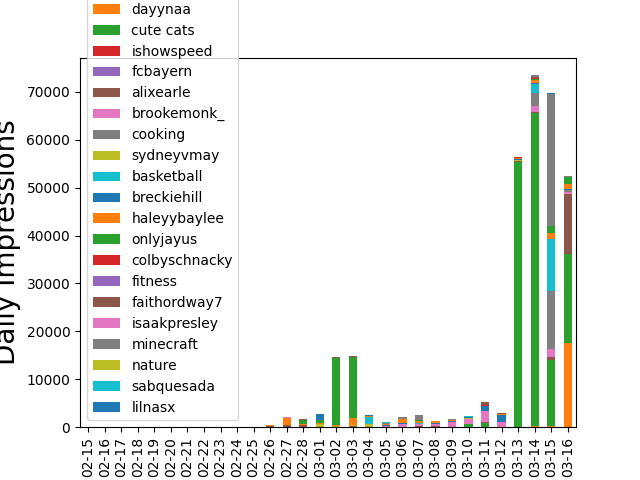 dayynaa
cute cats
ishowspeed
fcbayern
alixearle
brookemonk_
cooking
sydneyvmay
basketball
breckiehill
haleyybaylee
onlyjayus
colbyschnacky
fitness
faithordway7
isaakpresley
minecraft
nature
sabquesada
lilnasx
Daily Impressions
70000
60000
50000
40000
30000
20000
10000
0
02-15
02-16
02-17
02-18
02-19
02-20
02-21
02-22
02-23
02-24
02-25
02-26
02-27
02-28
03-01
03-02
03-03
03-04
03-05
03-06
03-07
03-08
03-09
03-10
03-11
03-12
03-13
03-14
03-15
03-16